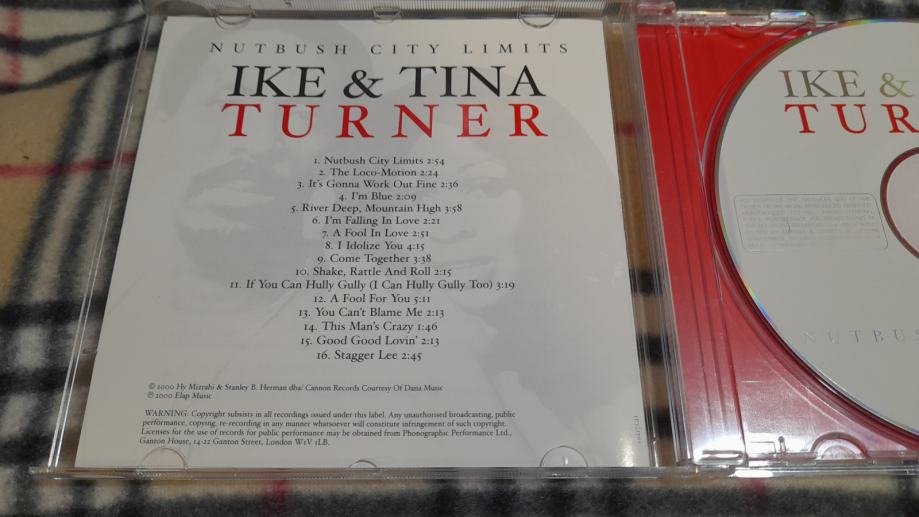 NUTBUSH CITY LIMITS
IKE & TINA
TURNER
1. Nutbush City Limits 2:54
2. The Loco-Motion 2:24
3. It's Gonna Work Out Fine 2:36
4. I'm Blue 2:09
5. River Deep, Mountain High 3:58
6. I'm Falling In Love 2:21
7. A Fool In Love 2:51
8. I Idolize You 4:15
9. Come Together 3:38
10. Shake, Rattle And Roll 2:15
11. If You Can Hully Gully (I Can Hully Gully Too) 3:19
12. A Fool For You 5:11
13. You Can't Blame Me 2:13
14. This Man's Crazy 1:46
15. Good Good Lovin' 2:13
16. Stagger Lee 2:45
© 2000 Hy Mizrahi & Stanley B. Herman dba/ Cannon Records Courtesy Of Dana Music
℗ 2000 Elap Music
WARNING: Copyright subsists in all recordings issued under this label. Any unauthorised broadcasting, public
performance, copying, re-recording in any manner whatsoever will constitute infringement of such copyright.
Licenses for the use of records for public performance may be obtained from Phonographic Performance Ltd.,
Ganton House, 14-22 Ganton Street, London W1V 1LB.
IKE &
TUR
NUTBUS